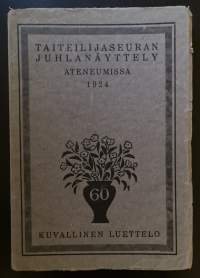 TAITEILIJASEURAN
JUHLANÄYTTELY
ATENEUMISSA
1924
60
KUVALLINEN LUETTELO